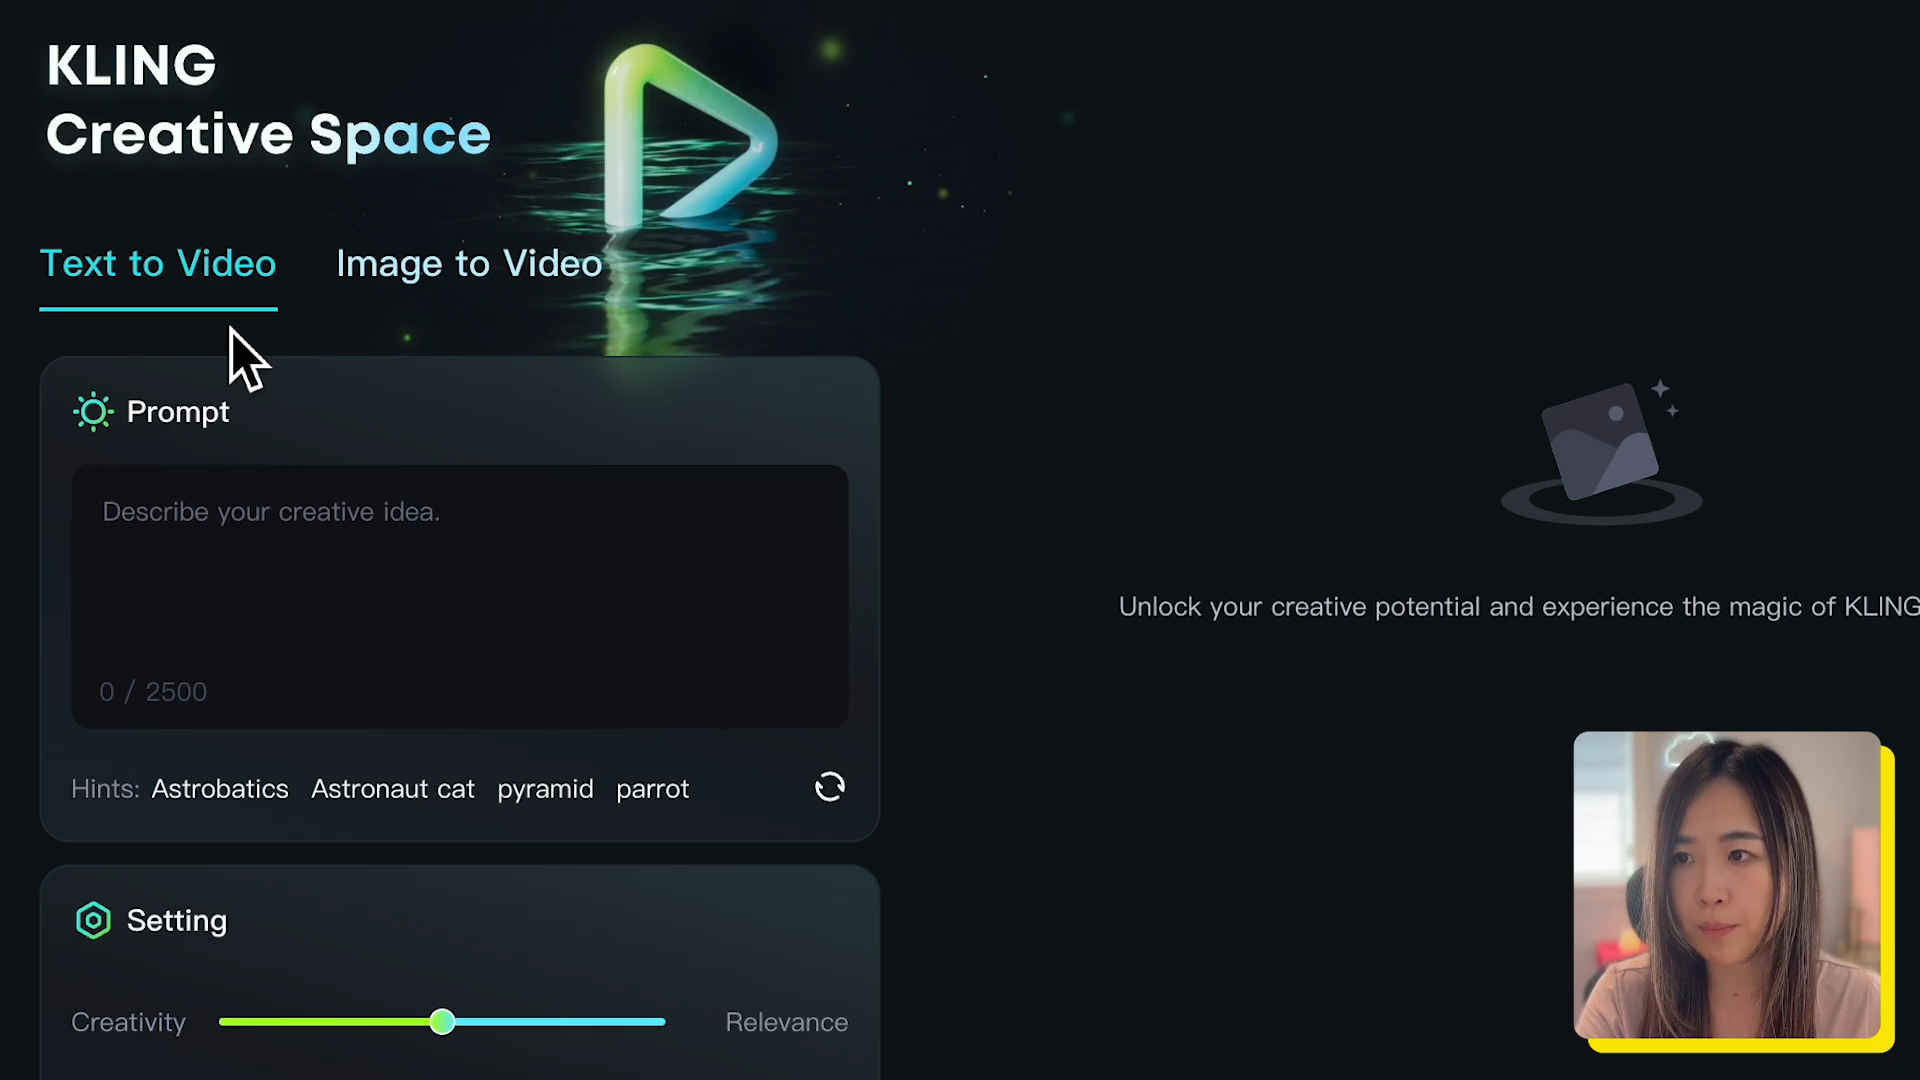 KLING
Creative Space
Text to Video Image to Video
Prompt
Describe your creative idea.
0 / 2500
Hints: Astrobatics Astronaut cat pyramid parrot
Unlock your creative potential and experience the magic of KLING
Setting
Creativity Relevance